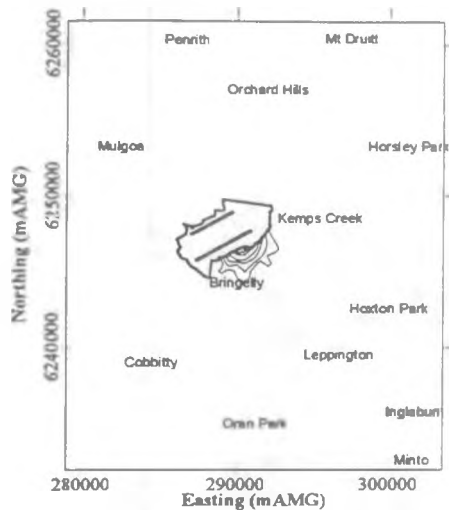 6260000
Penrith
Mt Druitt
Orchard Hills
Mulgoa
Horsley Park
6250000
Kemps Creek
Northing (mAMG)
Bringelly
Hoxton Park
6240000
Cobbitty
Leppington
Oran Park
Inglebun
Minto
280000
290000
300000
Easting (mAMG)